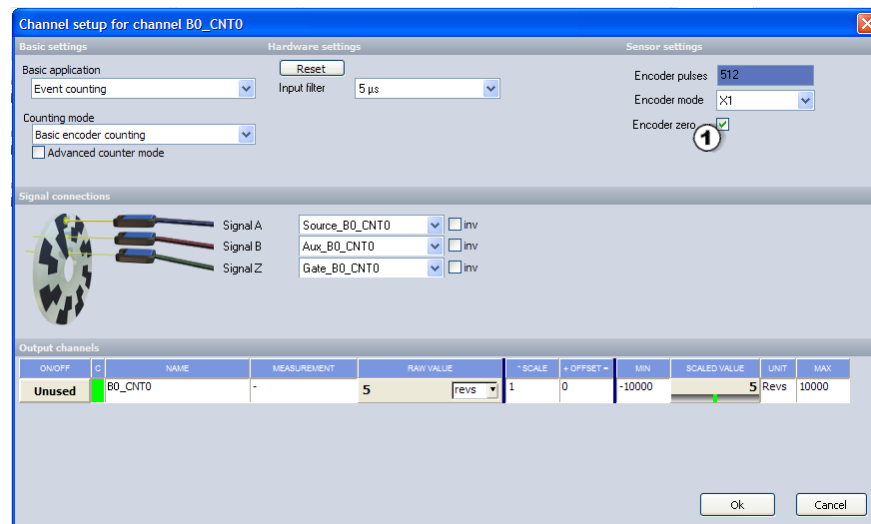 Channel setup for channel B0_CNT0
Basic settings
Hardware settings
Sensor settings
Basic application
Event counting
Reset
Input filter
5 µs
Encoder pulses
512
Encoder mode
X1
Encoder zero
1
Counting mode
Basic encoder counting
Advanced counter mode
Signal connections
Signal A
Source_B0_CNT0
inv
Signal B
Aux_B0_CNT0
inv
Signal Z
Gate_B0_CNT0
inv
Output channels
ON/OFF C NAME MEASUREMENT RAW VALUE * SCALE + OFFSET = MIN SCALED VALUE UNIT MAX
Unused B0_CNT0 - 5 revs 1 0 -10000 5 Revs 10000
Ok
Cancel